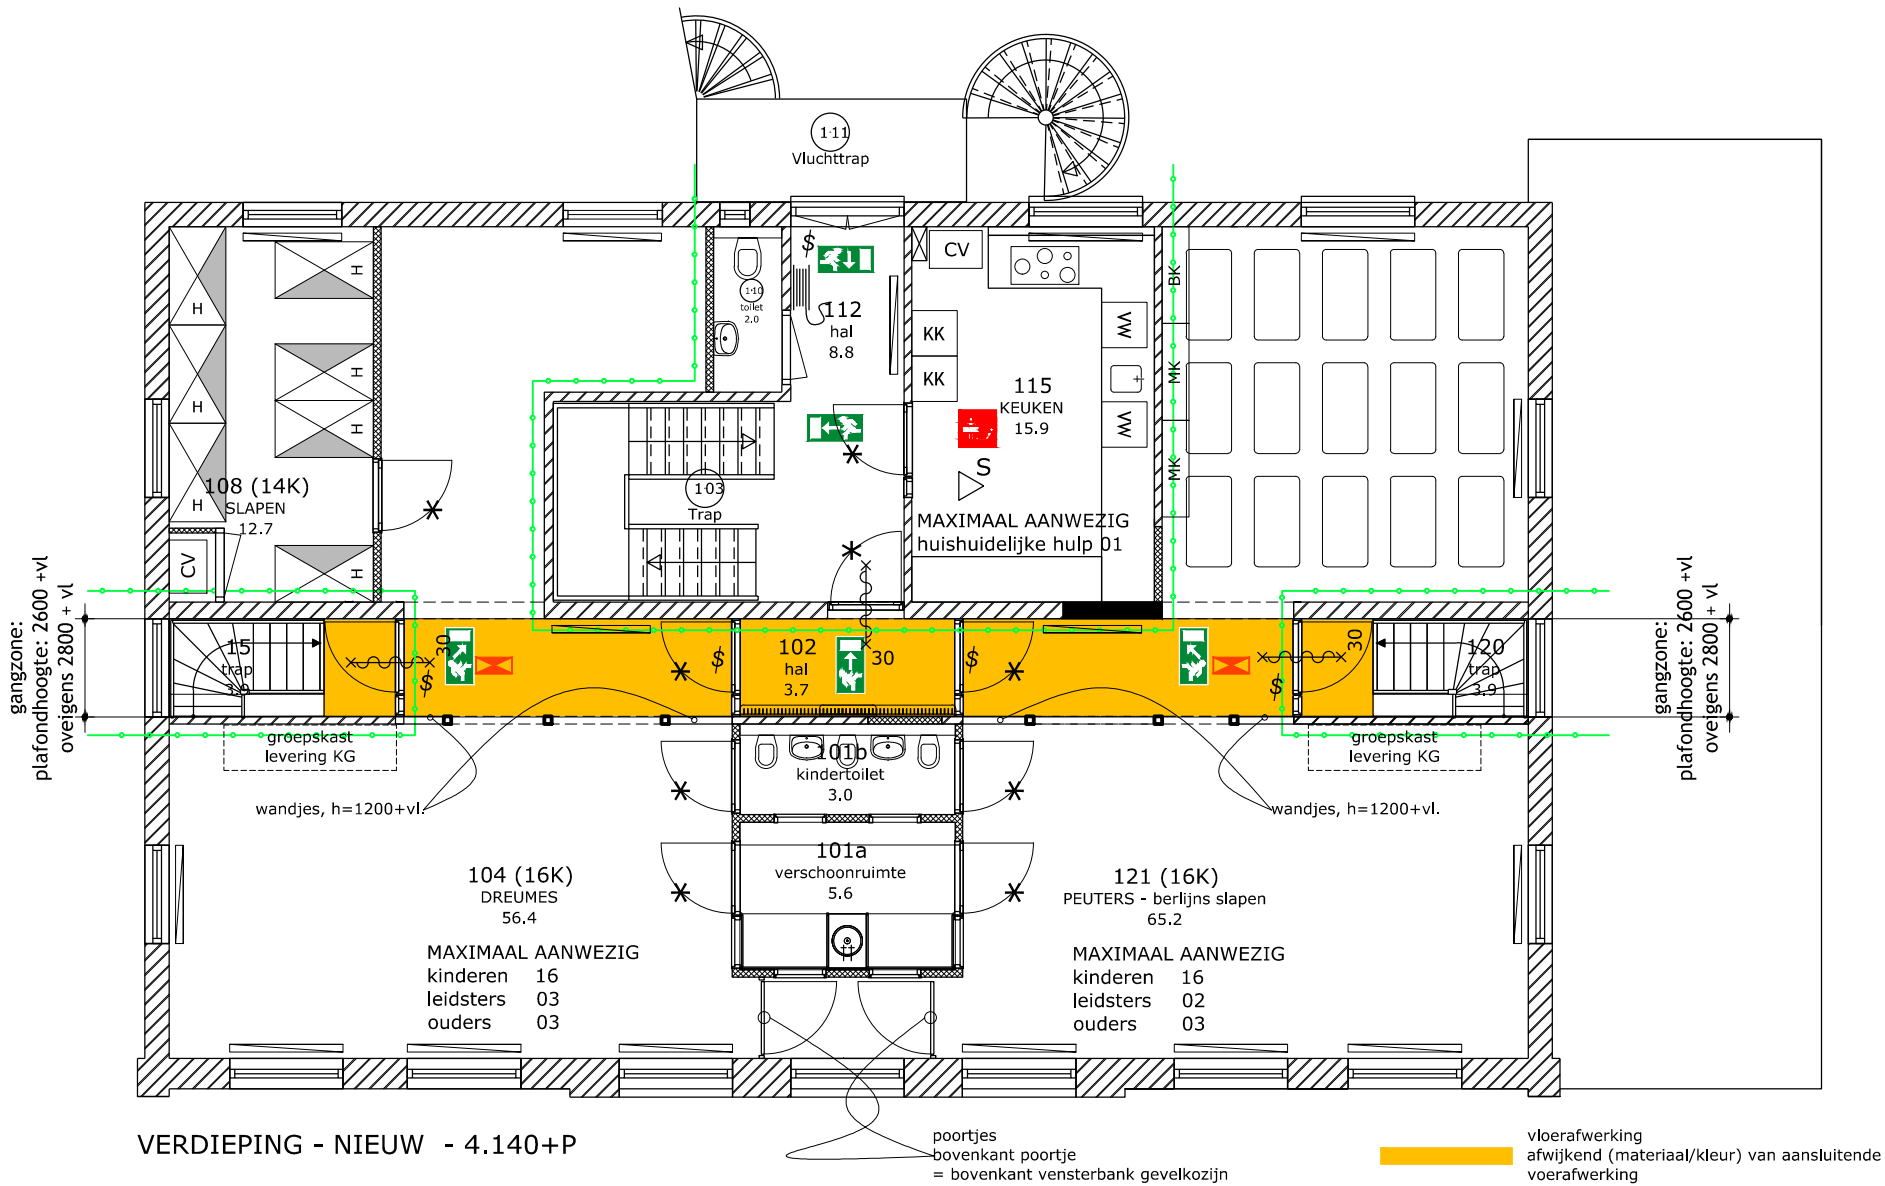 1·11
Vluchttrap
CV
BK
1·10
toilet
2.0
112
hal
8.8
KK
VW
H
H
KK
MK
115
KEUKEN
15.9
H
H
H
H
VW
S
MK
1·03
Trap
108 (14K)
SLAPEN
12.7
H
MAXIMAAL AANWEZIG
huishuidelijke hulp 01
CV
H
gangzone:
plafondhoogte: 2600 +vl
oveigens 2800 + vl
gangzone:
plafondhoogte: 2600 +vl
oveigens 2800 + vl
15
trap
3.9
30
102
hal
3.7
30
30
120
trap
3.9
groepskast
levering KG
groepskast
levering KG
101b
kindertoilet
3.0
wandjes, h=1200+vl.
wandjes, h=1200+vl.
101a
verschoonruimte
5.6
104 (16K)
DREUMES
56.4
121 (16K)
PEUTERS - berlijns slapen
65.2
MAXIMAAL AANWEZIG
kinderen 16
leidsters 03
ouders 03
MAXIMAAL AANWEZIG
kinderen 16
leidsters 02
ouders 03
VERDIEPING - NIEUW - 4.140+P
poortjes
bovenkant poortje
= bovenkant vensterbank gevelkozijn
vloerafwerking
afwijkend (materiaal/kleur) van aansluitende
voerafwerking